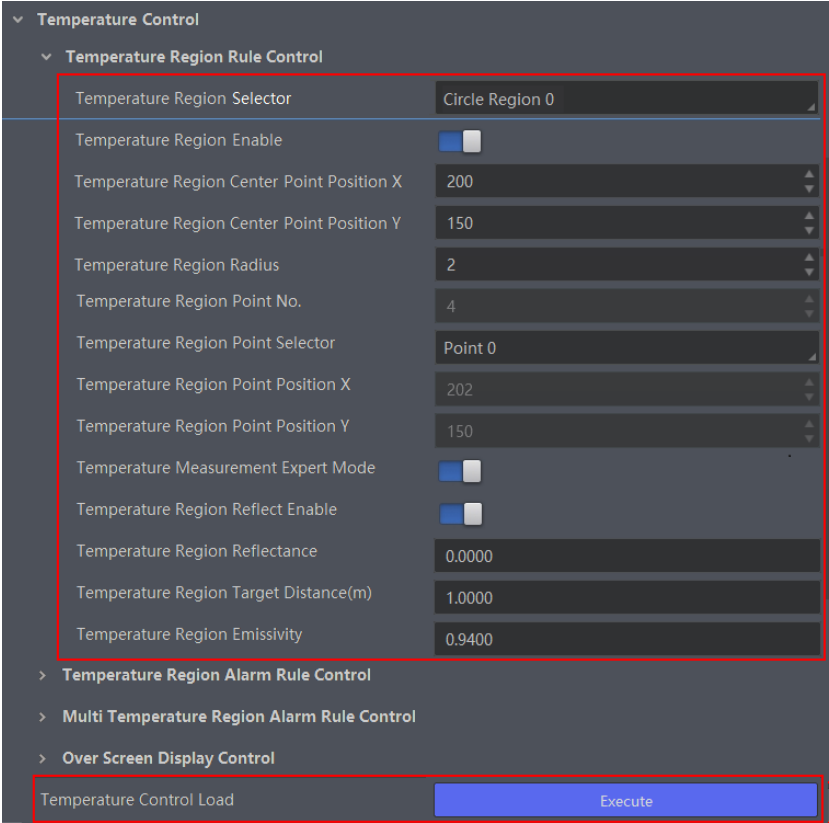 Temperature Control
Temperature Region Rule Control
Temperature Region Selector Circle Region 0
Temperature Region Enable
Temperature Region Center Point Position X 200
Temperature Region Center Point Position Y 150
Temperature Region Radius 2
Temperature Region Point No. 4
Temperature Region Point Selector Point 0
Temperature Region Point Position X 202
Temperature Region Point Position Y 150
Temperature Measurement Expert Mode
Temperature Region Reflect Enable
Temperature Region Reflectance 0.0000
Temperature Region Target Distance(m) 1.0000
Temperature Region Emissivity 0.9400
Temperature Region Alarm Rule Control
Multi Temperature Region Alarm Rule Control
Over Screen Display Control
Temperature Control Load Execute